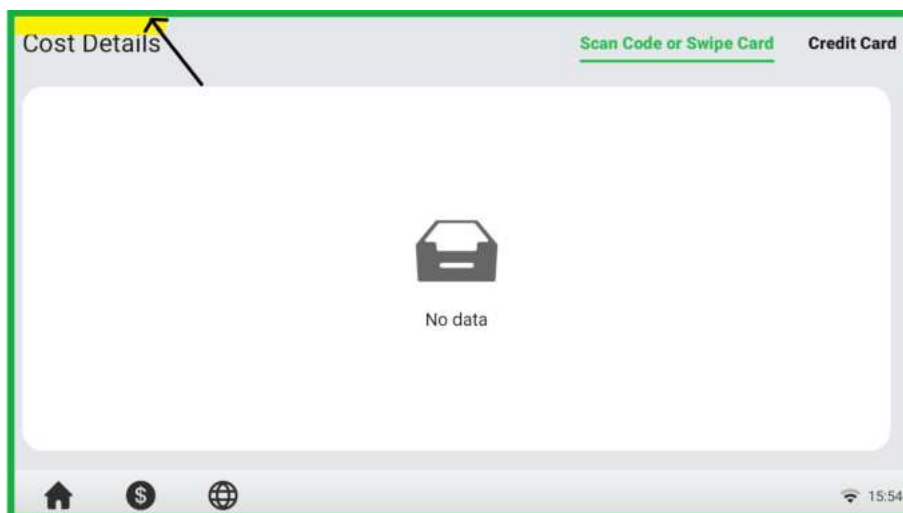 Cost Details
Scan Code or Swipe Card
Credit Card
No data
$
15:54